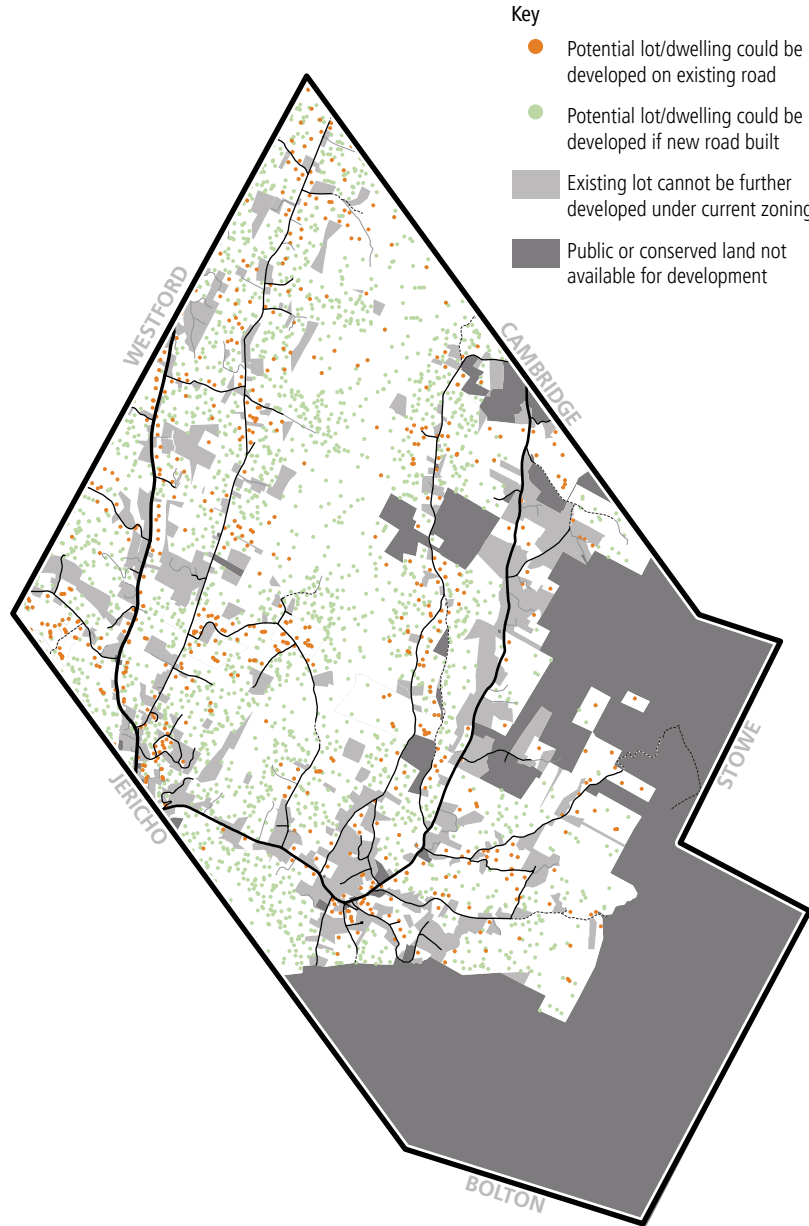 Key
Potential lot/dwelling could be
developed on existing road
Potential lot/dwelling could be
developed if new road built
Existing lot cannot be further
developed under current zoning
Public or conserved land not
available for development
WESTFORD
CAMBRIDGE
STOWE
JERICHO
BOLTON